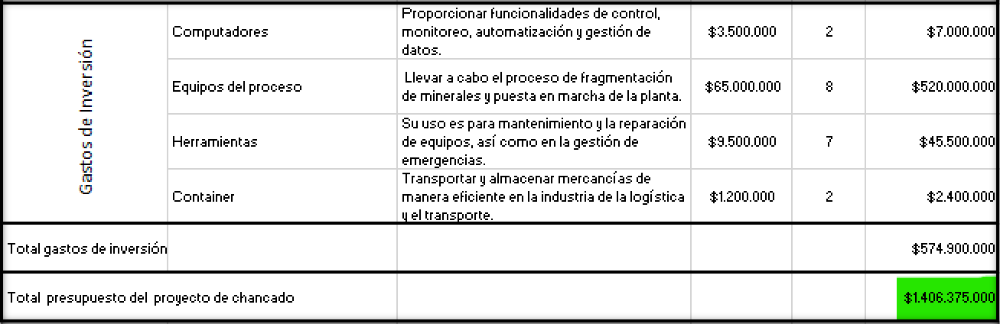 Gastos de Inversión
Computadores
Proporcionar funcionalidades de control,
monitoreo, automatización y gestión de
datos.
$3.500.000
2
$7.000.000
Equipos del proceso
Llevar a cabo el proceso de fragmentación
de minerales y puesta en marcha de la planta.
$65.000.000
8
$520.000.000
Herramientas
Su uso es para mantenimiento y la reparación
de equipos, así como en la gestión de
emergencias.
$9.500.000
7
$45.500.000
Container
Transportar y almacenar mercancías de
manera eficiente en la industria de la logística
y el transporte.
$1.200.000
2
$2.400.000
Total gastos de inversión
$574.900.000
Total presupuesto del proyecto de chancado
$1.406.375.000